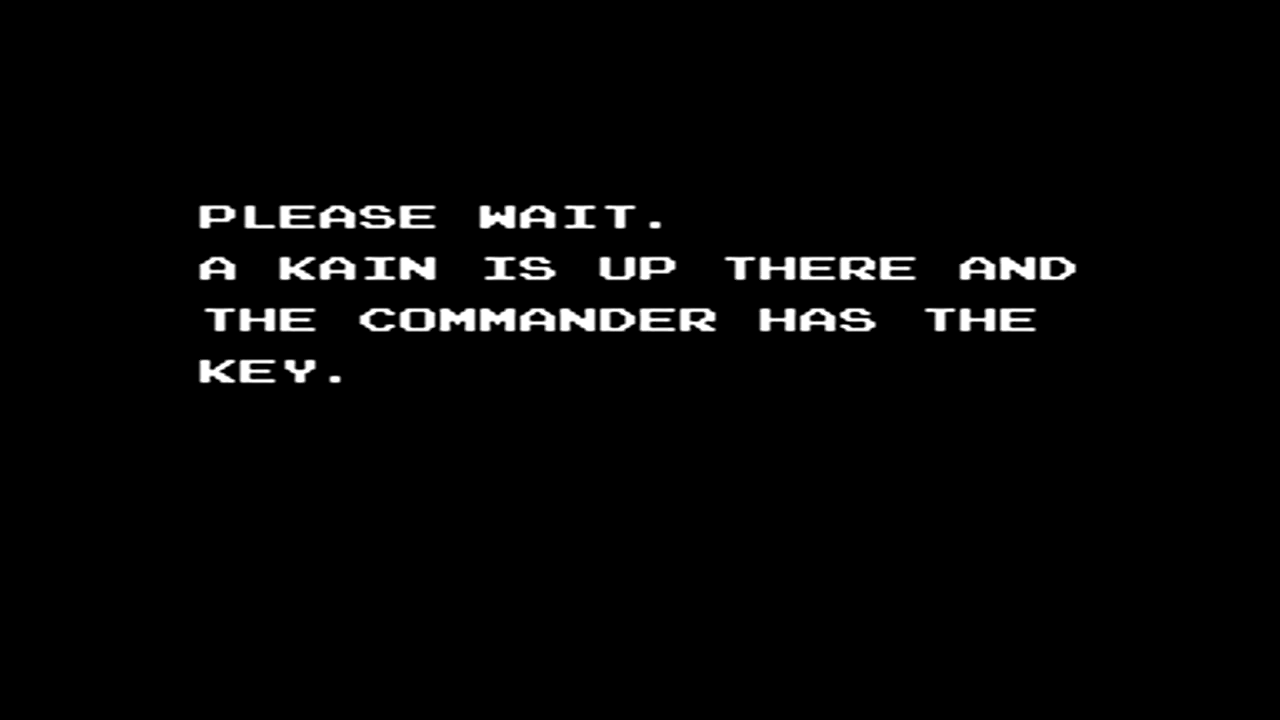 PLEASE WAIT.
A KAIN IS UP THERE AND
THE COMMANDER HAS THE
KEY.